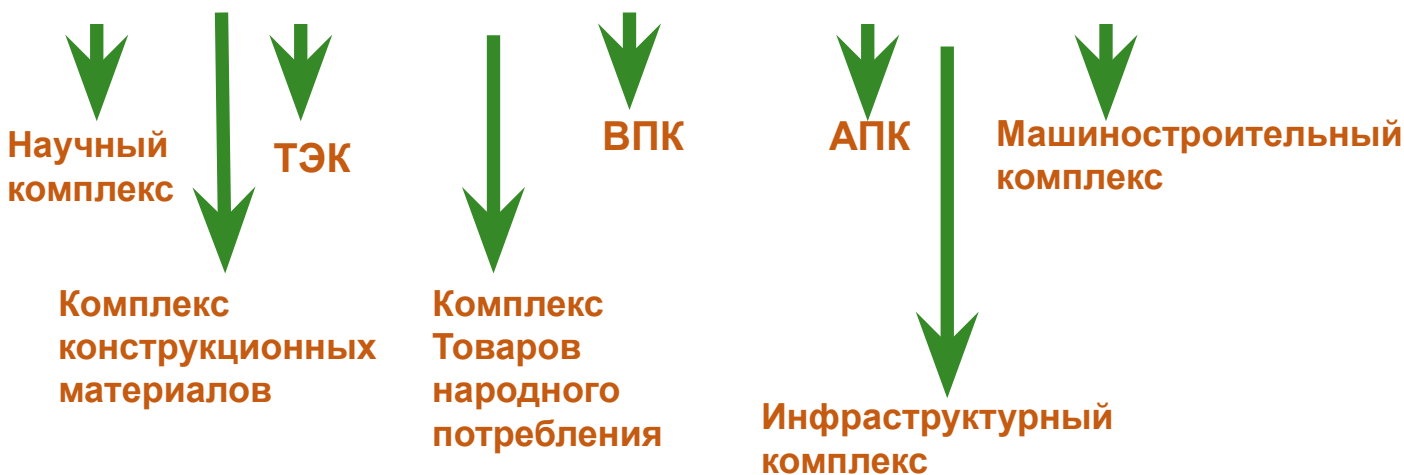 Научный
комплекс
ТЭК
ВПК
АПК
Машиностроительный
комплекс
Комплекс
конструкционных
материалов
Комплекс
Товаров
народного
потребления
Инфраструктурный
комплекс